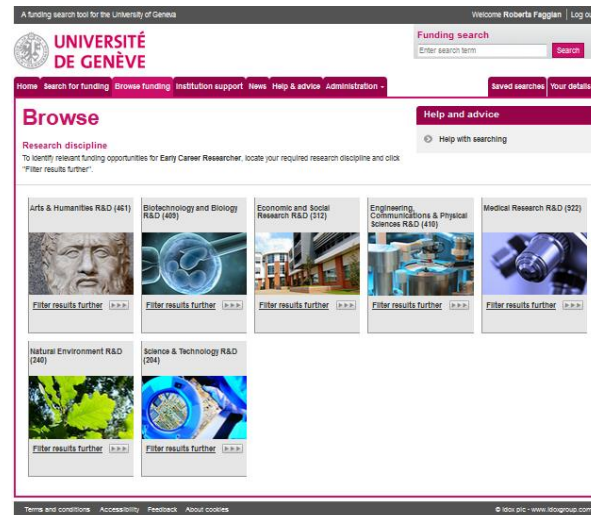 A funding search tool for the University of Geneva
Welcome Roberta Faggian | Log ou
UNIVERSITÉ
DE GENÈVE
Funding search
Enter search term
Search
Home Search for funding Browse funding Institution support News Help & advice Administration
Saved searches Your details
Browse
Help and advice
Help with searching
Research discipline
To identify relevant funding opportunities for Early Career Researcher, locate your required research discipline and click
"Filter results further".
Arts & Humanities R&D (461)
Filter results further
Biotechnology and Biology
R&D (409)
Filter results further
Economic and Social
Research R&D (312)
Filter results further
Engineering,
Communications & Physical
Sciences R&D (410)
Filter results further
Medical Research R&D (922)
Filter results further
Natural Environment R&D
(240)
Filter results further
Science & Technology R&D
(204)
Filter results further
Terms and conditions Accessibility Feedback About cookies
© Idox plc - www.idoxgroup.com